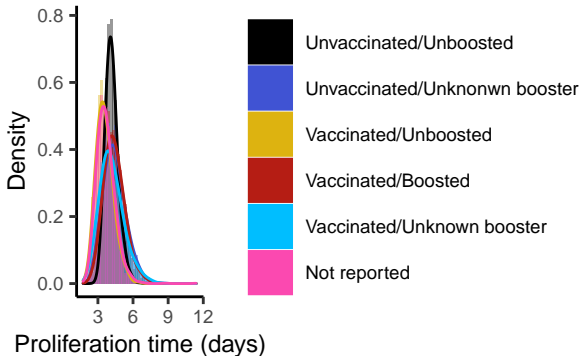 0.8
0.6
0.4
0.2
0.0
Density
3 6 9 12
Proliferation time (days)
Unvaccinated/Unboosted
Unvaccinated/Unknonwn booster
Vaccinated/Unboosted
Vaccinated/Boosted
Vaccinated/Unknown booster
Not reported